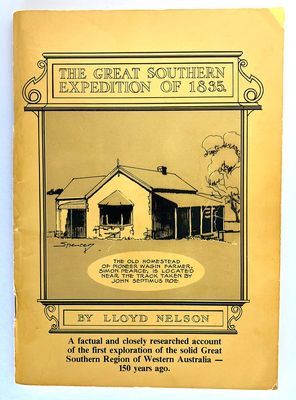 THE GREAT SOUTHERN
EXPEDITION OF 1835.
Spencer
THE OLD HOMESTEAD
OF PIONEER WAGIN FARMER,
SIMON PEARCE, IS LOCATED
NEAR THE TRACK TAKEN BY
JOHN SEPTIMUS ROE.
BY LLOYD NELSON
A factual and closely researched account
of the first exploration of the solid Great
Southern Region of Western Australia —
150 years ago.